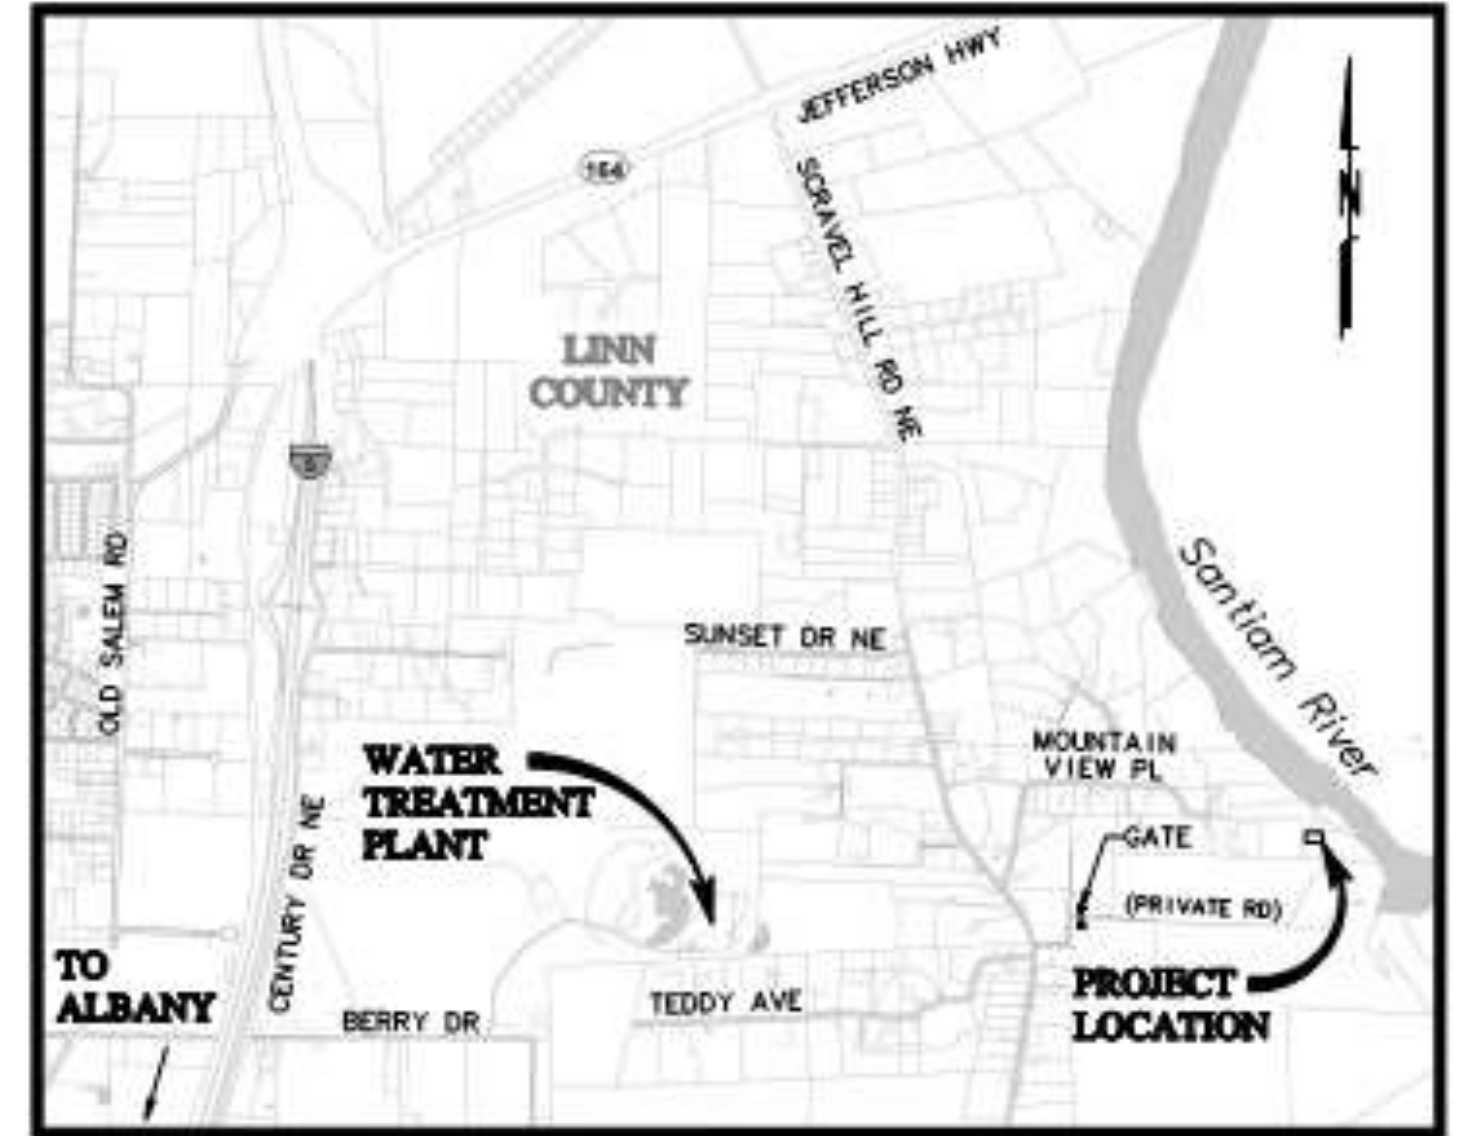 JEFFERSON HWY
164
SCRAVEL HILL RD NE
N
LINN
COUNTY
5
OLD SALEM RD
Santiam River
SUNSET DR NE
MOUNTAIN
VIEW PL
WATER
TREATMENT
PLANT
CENTURY DR NE
GATE
(PRIVATE RD)
TO
ALBANY
PROJECT
LOCATION
TEDDY AVE
BERRY DR